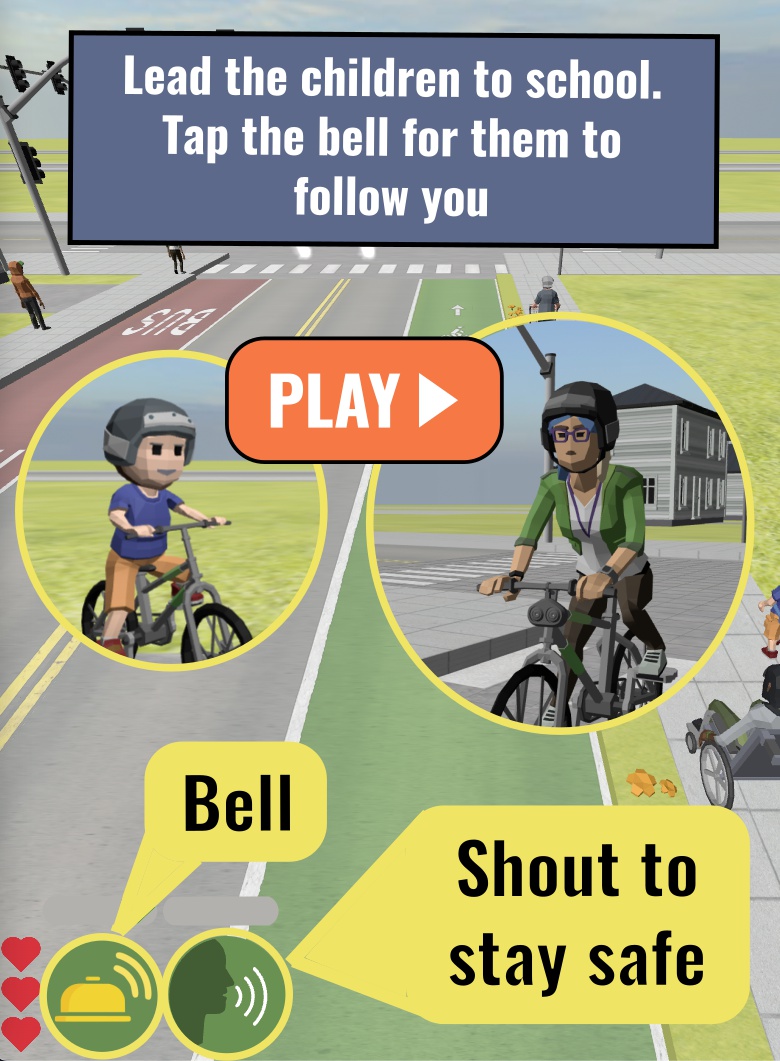 Lead the children to school.
Tap the bell for them to
follow you
BUS
PLAY
Bell
Shout to
stay safe